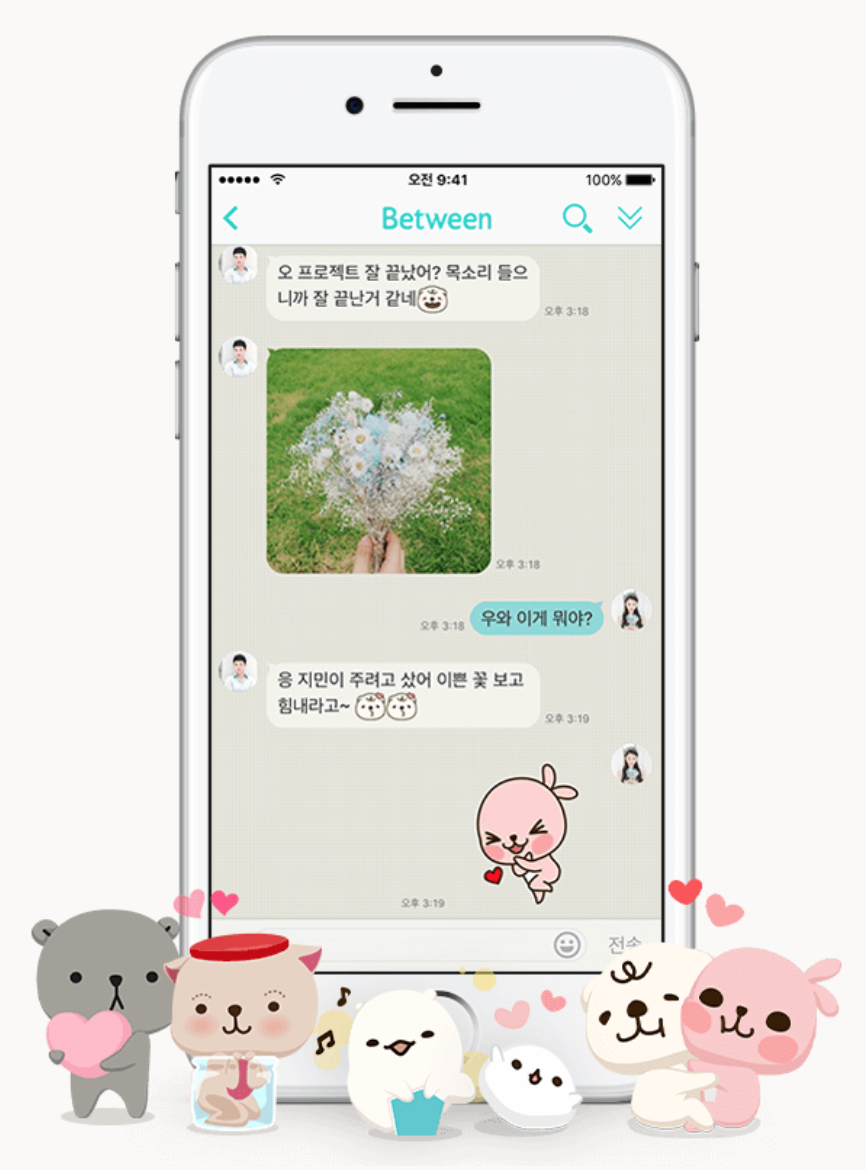 오전 9:41
100%
Between
오 프로젝트 잘 끝났어? 목소리 들으
니까 잘 끝난거 같네
오후 3:18
오후 3:18
우와 이게 뭐야?
오후 3:18
응 지민이 주려고 샀어 이쁜 꽃 보고
힘내라고~
오후 3:19
오후 3:19
전송